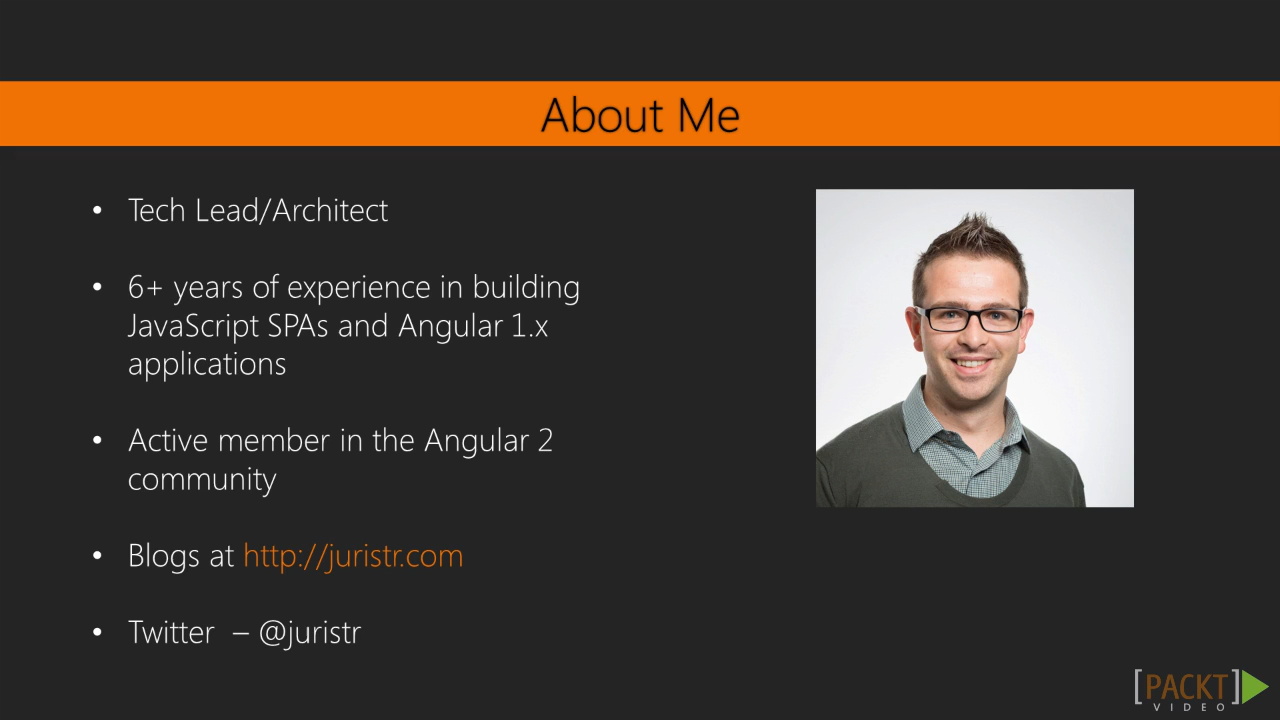 About Me
• Tech Lead/Architect
• 6+ years of experience in building
JavaScript SPAs and Angular 1.x
applications
• Active member in the Angular 2
community
• Blogs at http://juristr.com
• Twitter – @juristr
[PACKT]
VIDEO